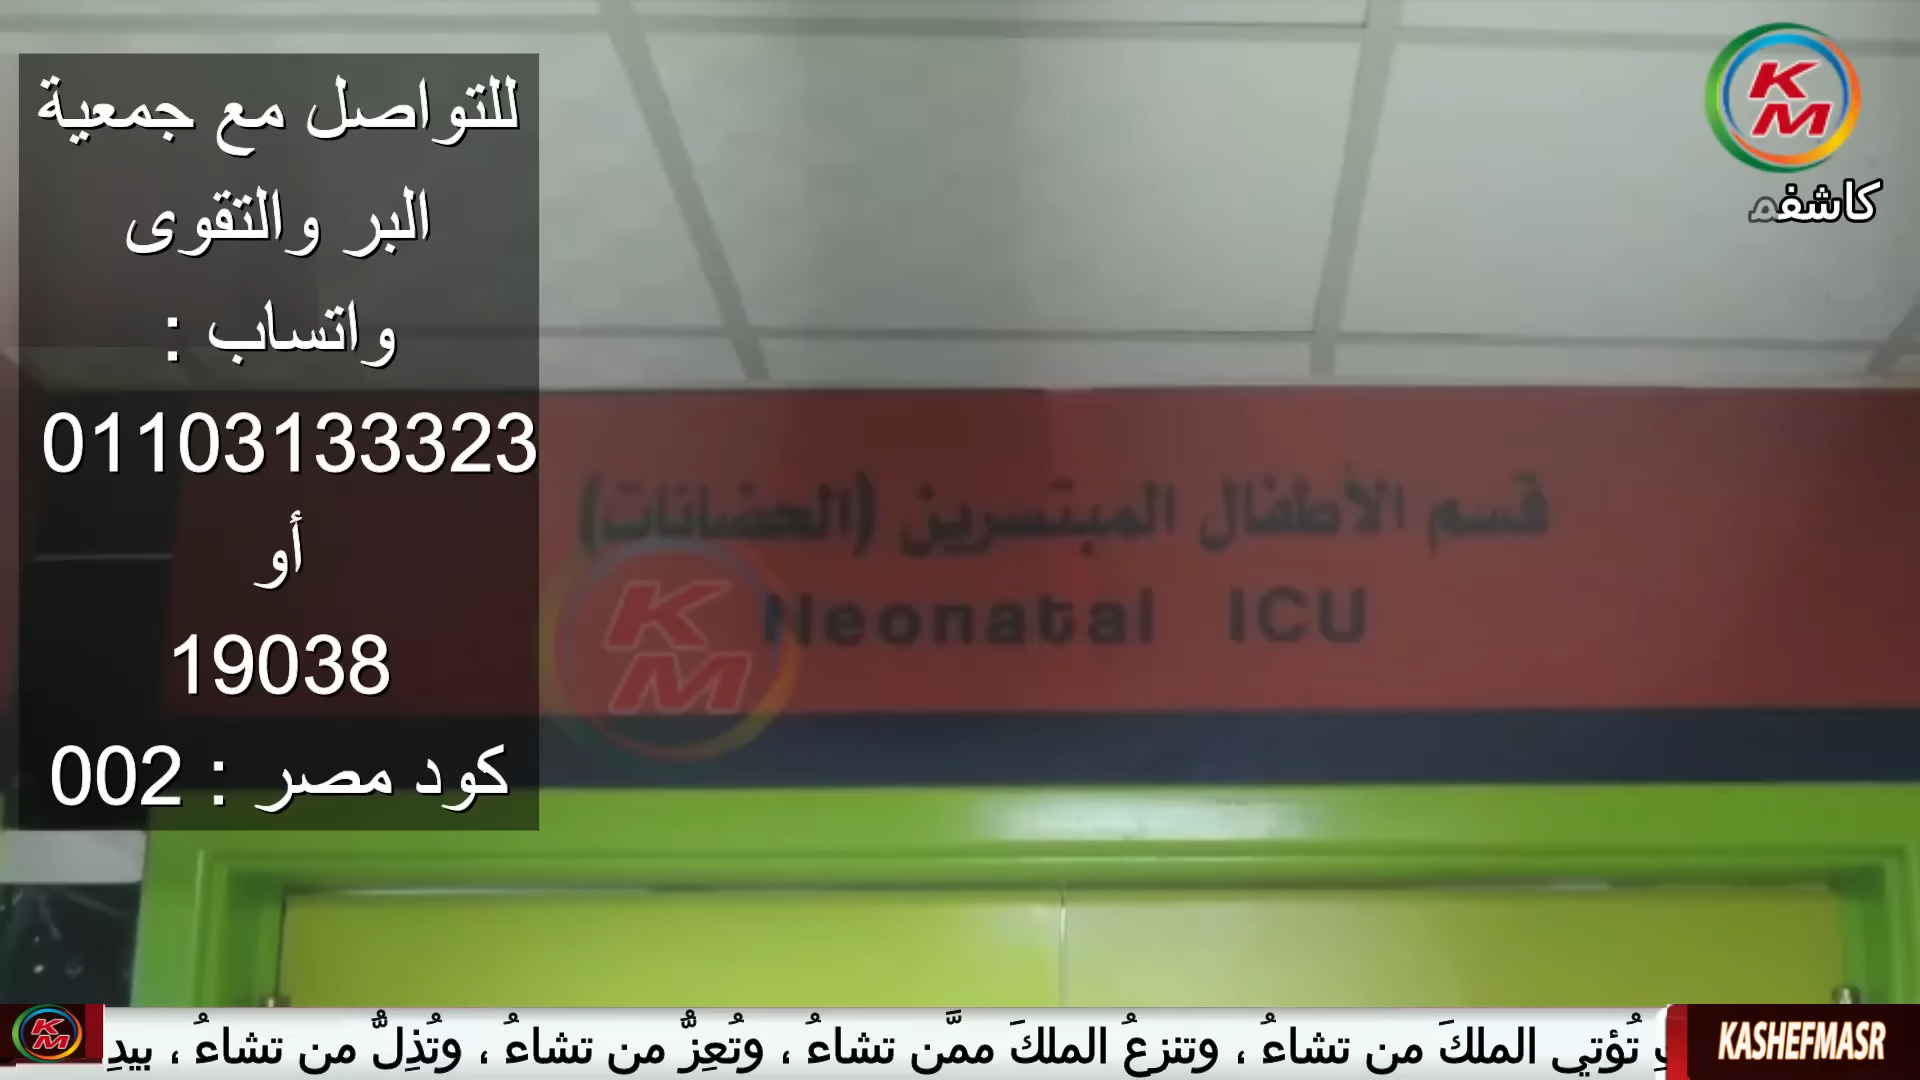 للتواصل مع جمعية
البر والتقوى
واتساب :
01103133323
أو
19038
كود مصر : 002
KM
كاشفم
قسم الأطفال المبتسرين (الحضانات)
Neonatal ICU
KM
KM
تُؤتي الملكَ من تشاءُ ، وتنزعُ الملكَ ممَّن تشاءُ ، وتُعِزُّ من تشاءُ ، وتُذِلُّ من تشاءُ ، بيدِ
KASHEFMASR